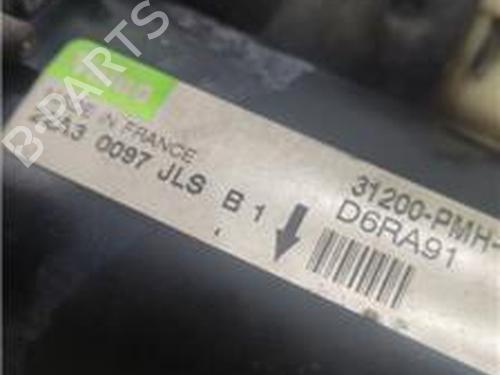 MADE IN FRANCE
0097 JLS B 1
31200-PMH-
D6RA91
B-PARTS